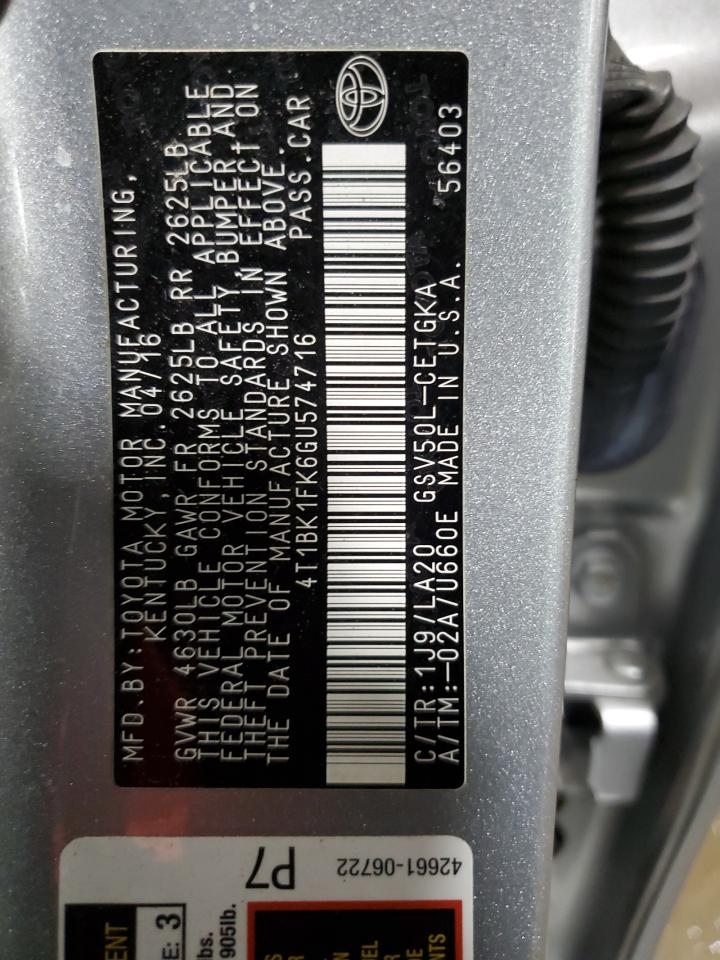 MFD.BY:TOYOTA MOTOR MANUFACTURING,
KENTUCKY, INC. 04/16
GVWR 4630LB GAWR FR 2625LB RR 2625LB
THIS VEHICLE CONFORMS TO ALL APPLICABLE
FEDERAL MOTOR VEHICLE SAFETY, BUMPER AND
THEFT PREVENTION STANDARDS IN EFFECT ON
THE DATE OF MANUFACTURE SHOWN ABOVE.
4T1BK1FK6GU574716 PASS.CAR
C/TR:1J9/LA20 GSV50L-CETGKA
A/TM:-02A/U660E MADE IN U.S.A. 56403
42661-06722
P7
E: 3
lbs.
905lb.